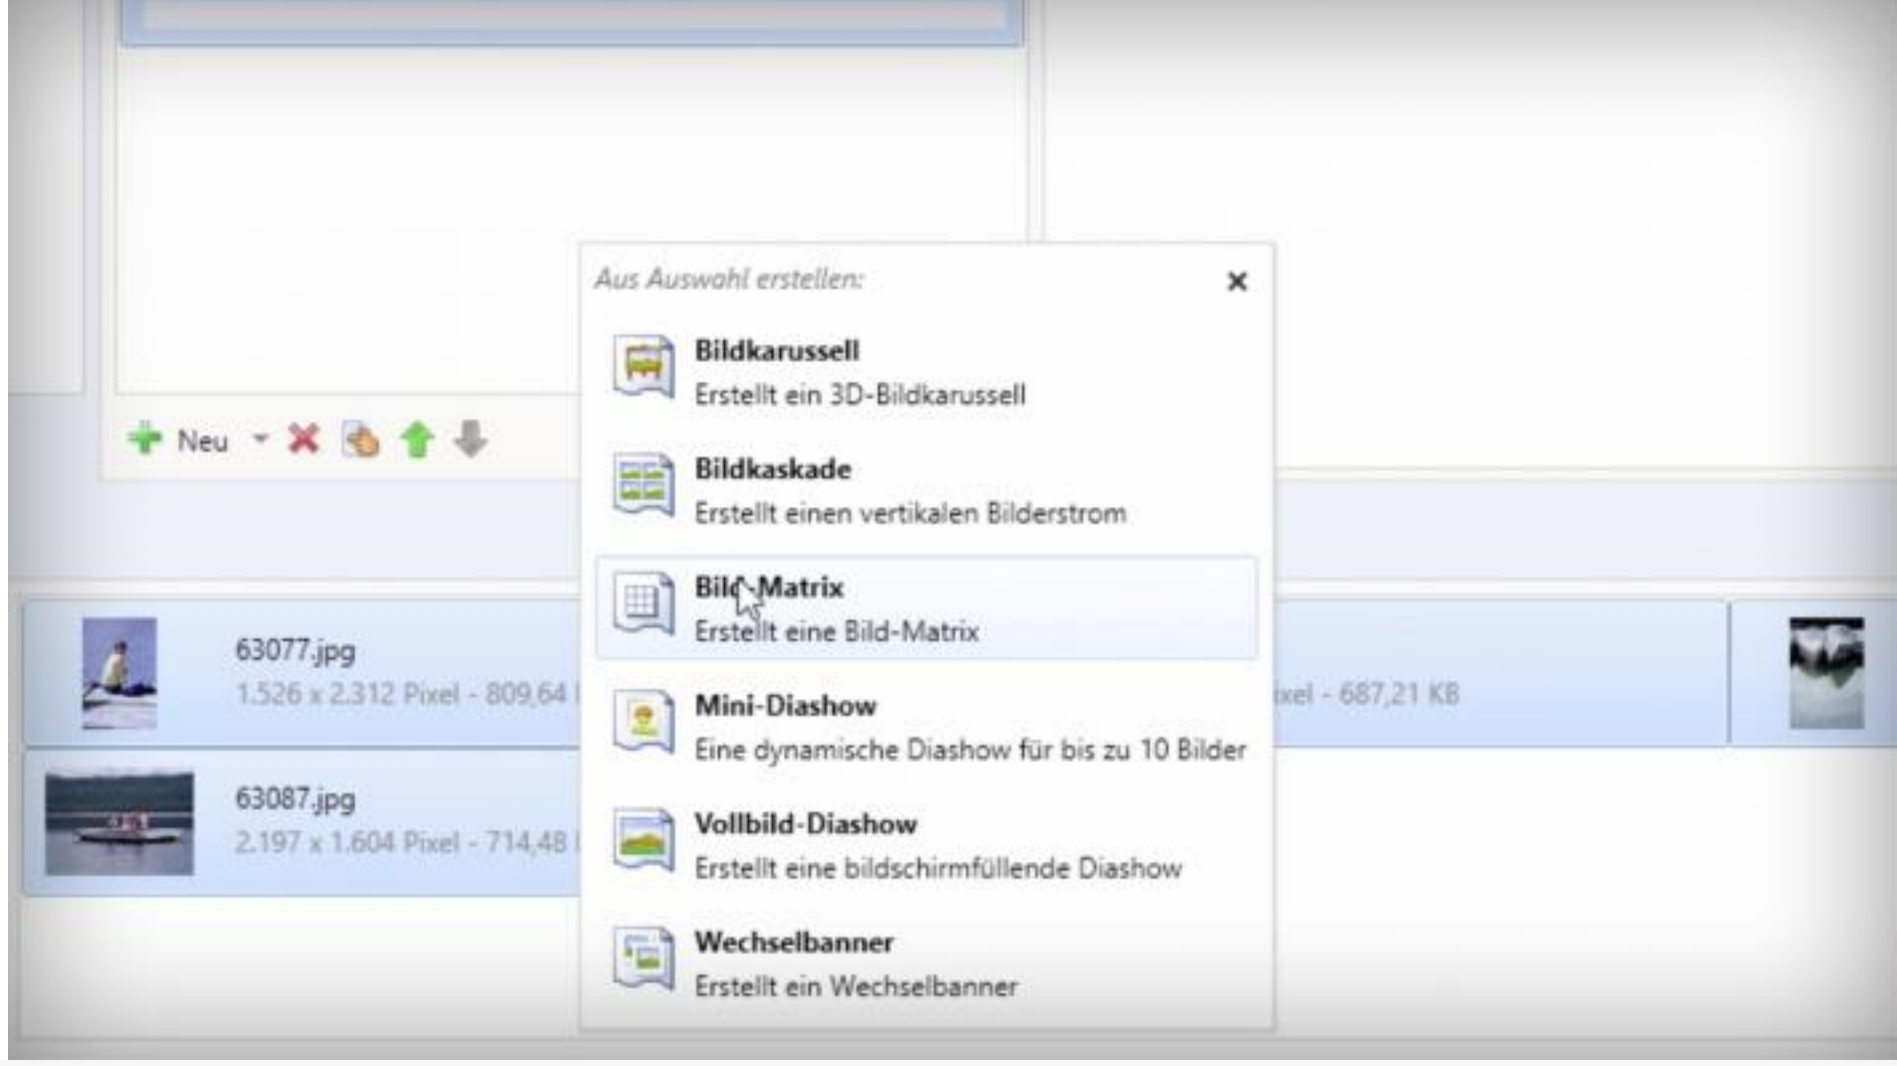 Aus Auswahl erstellen:
Bildkarussell
Erstellt ein 3D-Bildkarussell
Neu
Bildkaskade
Erstellt einen vertikalen Bilderstrom
Bild-Matrix
Erstellt eine Bild-Matrix
63077.jpg
1.526 x 2.312 Pixel - 809,64
- 687,21 KB
Mini-Diashow
Eine dynamische Diashow für bis zu 10 Bilder
63087.jpg
2.197 x 1.604 Pixel - 714,48
Vollbild-Diashow
Erstellt eine bildschirmfüllende Diashow
Wechselbanner
Erstellt ein Wechselbanner